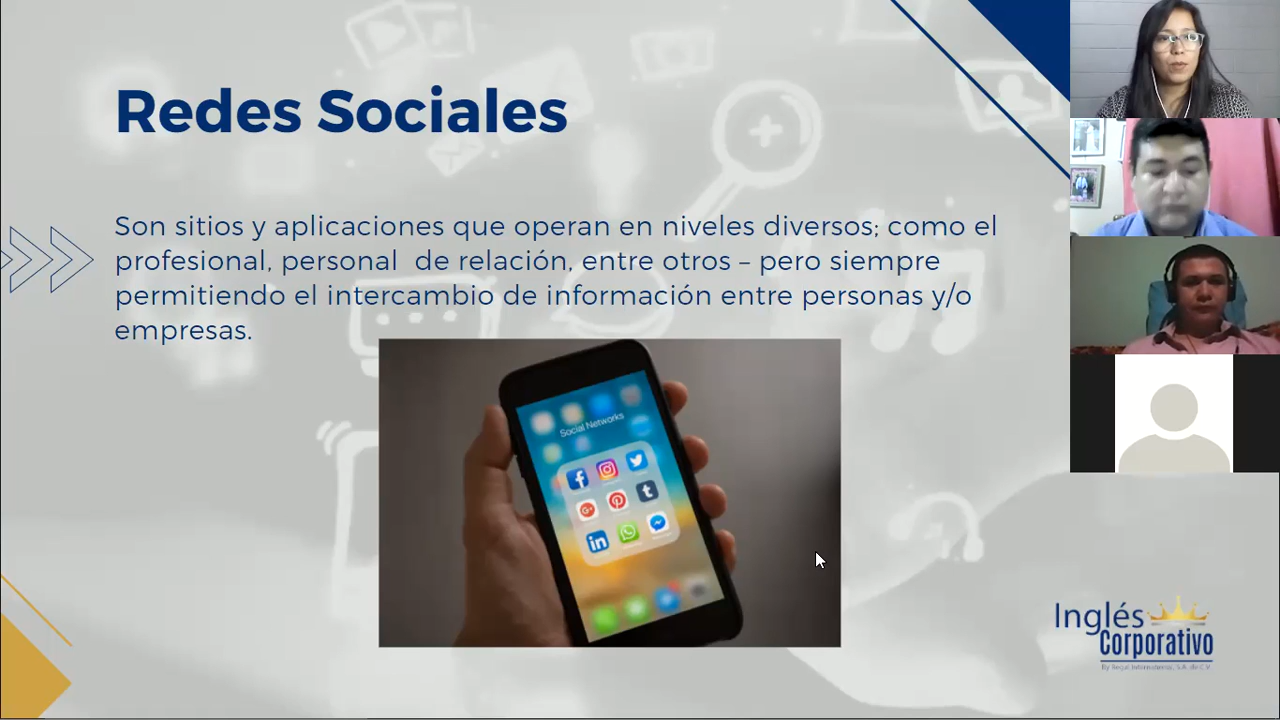 Redes Sociales
Son sitios y aplicaciones que operan en niveles diversos; como el
profesional, personal  de relación, entre otros – pero siempre
permitiendo el intercambio de información entre personas y/o
empresas.
Social Networks
Inglés
Corporativo